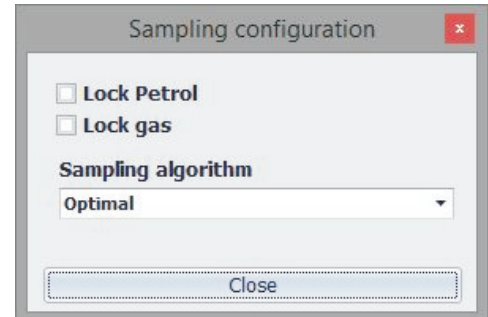 Sampling configuration
x
Lock Petrol
Lock gas
Sampling algorithm
Optimal
Close